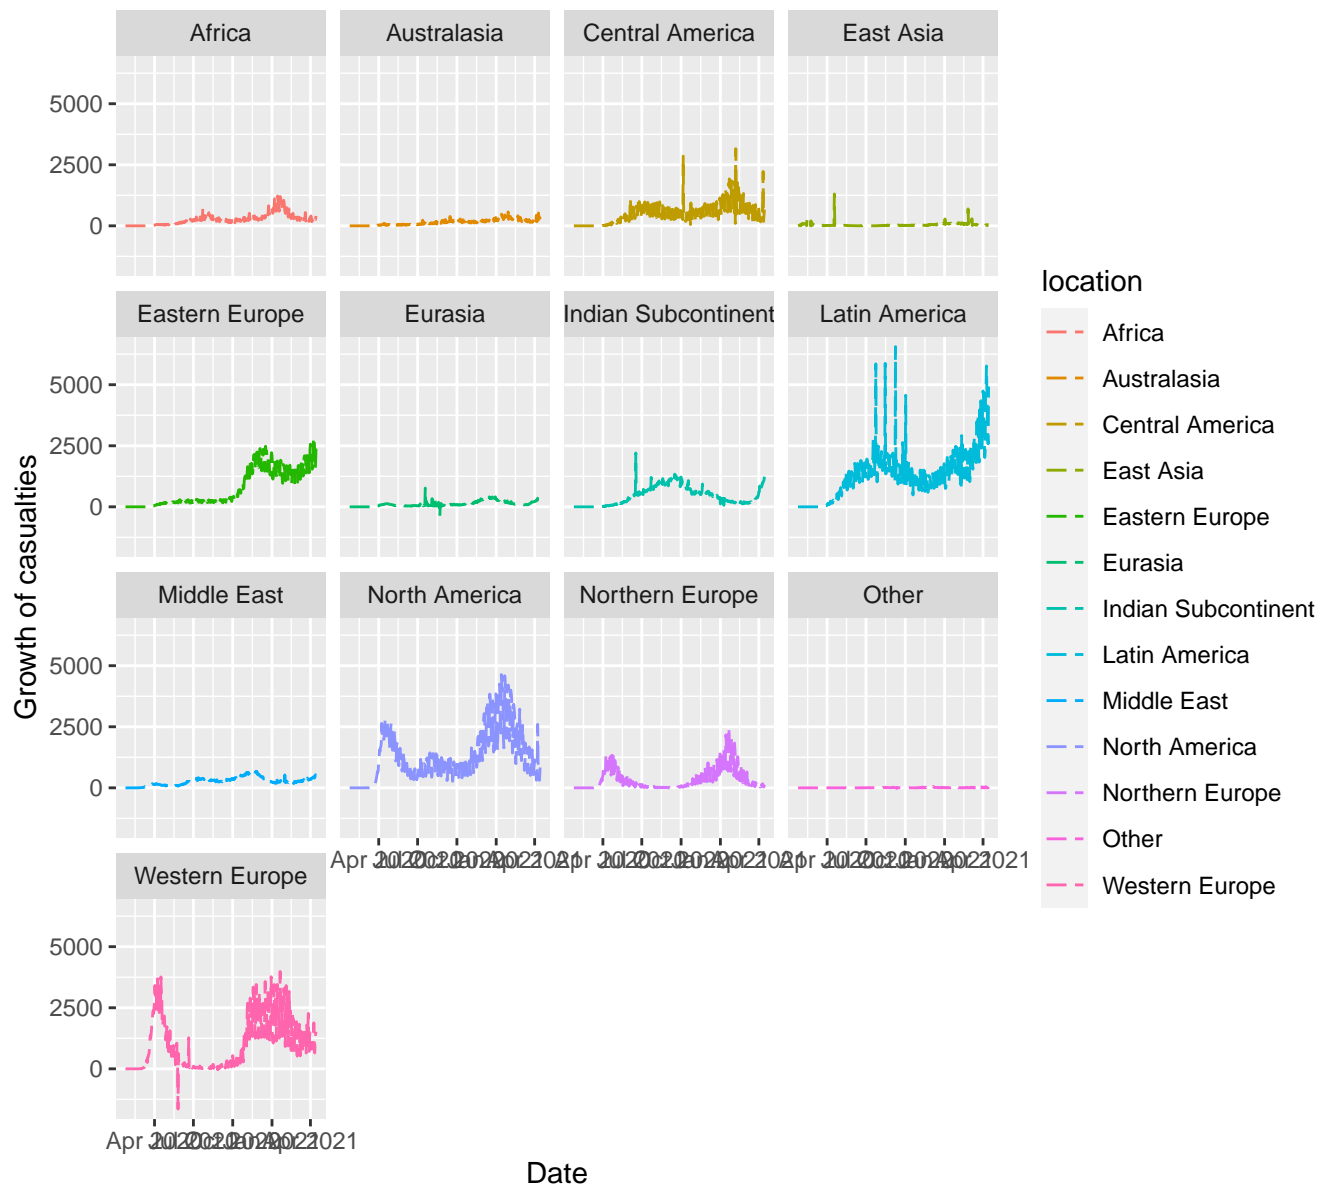 Africa
Australasia
Central America
East Asia
5000
2500
0
Eastern Europe
Eurasia
Indian Subcontinent
Latin America
5000
2500
0
Middle East
North America
Northern Europe
Other
5000
2500
0
Western Europe
5000
2500
0
Apr 2021
Growth of casualties
Date
location
Africa
Australasia
Central America
East Asia
Eastern Europe
Eurasia
Indian Subcontinent
Latin America
Middle East
North America
Northern Europe
Other
Western Europe